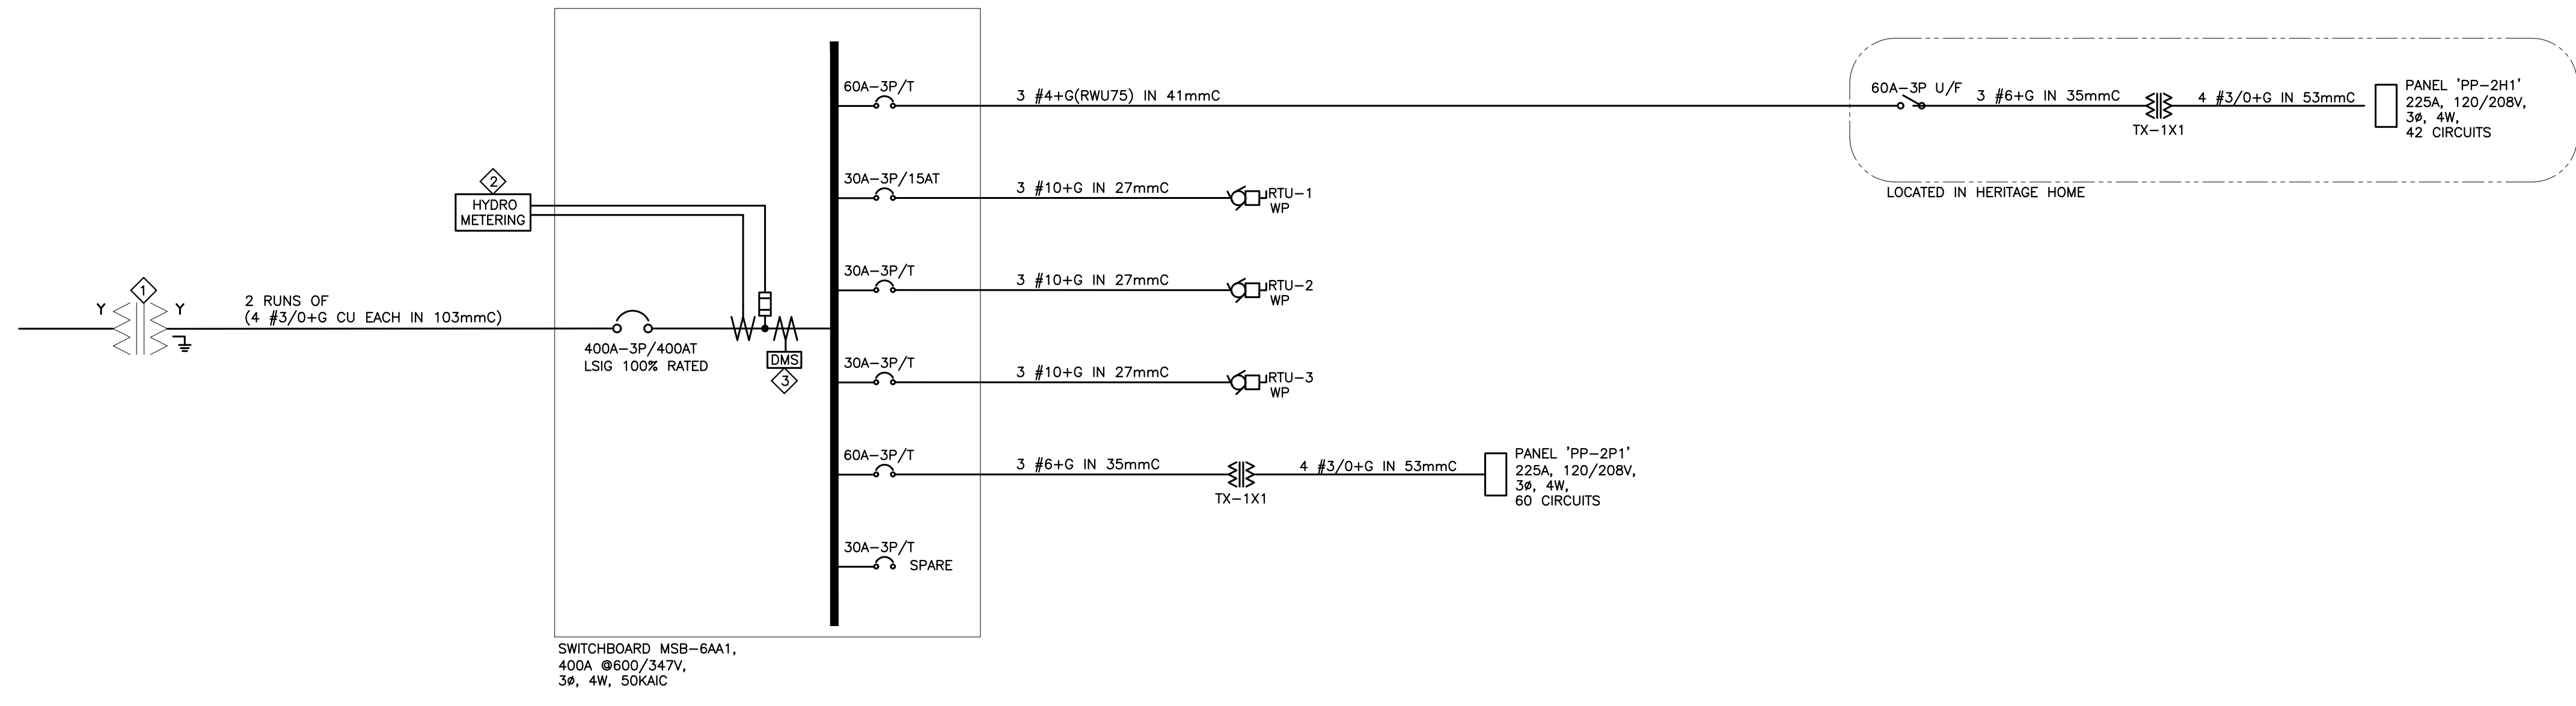 60A-3P/T
3 #4+G(RWU75) IN 41mmC
60A-3P U/F
3 #6+G IN 35mmC
TX-1X1
4 #3/0+G IN 53mmC
PANEL 'PP-2H1'
225A, 120/208V,
3ø, 4W,
42 CIRCUITS
LOCATED IN HERITAGE HOME
30A-3P/15AT
3 #10+G IN 27mmC
RTU-1
WP
2
HYDRO
METERING
30A-3P/T
3 #10+G IN 27mmC
RTU-2
WP
1
Y
Y
2 RUNS OF
(4 #3/0+G CU EACH IN 103mmC)
400A-3P/400AT
LSIG 100% RATED
DMS
3
30A-3P/T
3 #10+G IN 27mmC
RTU-3
WP
60A-3P/T
3 #6+G IN 35mmC
TX-1X1
4 #3/0+G IN 53mmC
PANEL 'PP-2P1'
225A, 120/208V,
3ø, 4W,
60 CIRCUITS
30A-3P/T
SPARE
SWITCHBOARD MSB-6AA1,
400A @600/347V,
3ø, 4W, 50KAIC